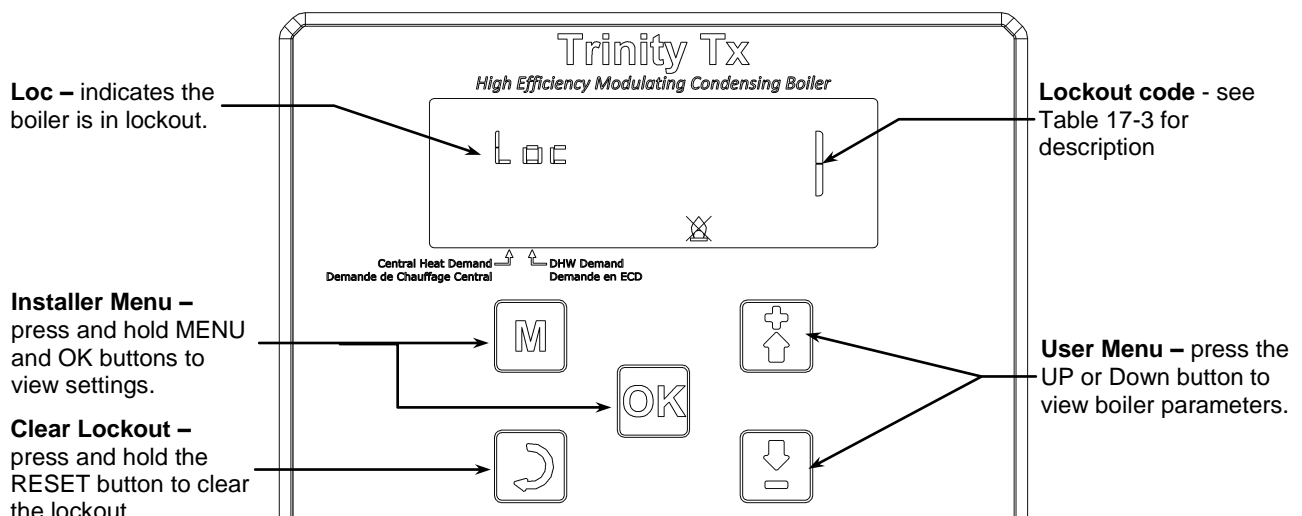 Trinity Tx
High Efficiency Modulating Condensing Boiler
Loc – indicates the
boiler is in lockout.
Loc
1
Lockout code - see
Table 17-3 for
description
Central Heat Demand
Demande de Chauffage Central
DHW Demand
Demande en ECD
Installer Menu –
press and hold MENU
and OK buttons to
view settings.
M
OK
User Menu – press the
UP or Down button to
view boiler parameters.
Clear Lockout –
press and hold the
RESET button to clear
the lockout